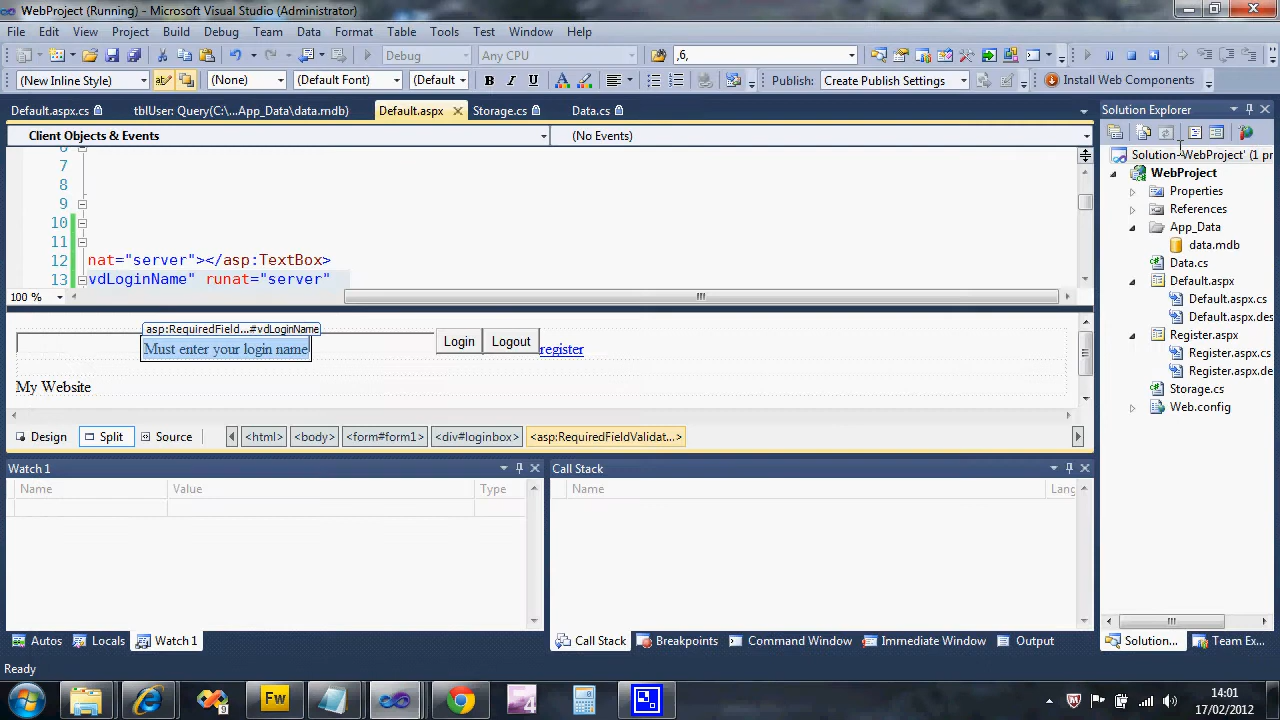 WebProject (Running) - Microsoft Visual Studio (Administrator)
File Edit View Project Build Debug Team Data Format Table Tools Test Window Help
Debug Any CPU ,6,
(New Inline Style) (None) (Default Font) (Default B I U A Publish: Create Publish Settings Install Web Components
Default.aspx.cs tblUser: Query(C:\...App_Data\data.mdb) Default.aspx Storage.cs Data.cs
Client Objects & Events (No Events)
6
7
8
9
10
11
12 nat="server"></asp:TextBox>
13 vdLoginName" runat="server"
100 %
asp:RequiredField...#vdLoginName
Must enter your login name Login Logout register
My Website
Design Split Source <html> <body> <form#form1> <div#loginbox> <asp:RequiredFieldValidat...>
Watch 1
Name Value Type
Call Stack
Name Lang
Autos Locals Watch 1
Call Stack Breakpoints Command Window Immediate Window Output
Solution Explorer
Solution 'WebProject' (1 pr
WebProject
Properties
References
App_Data
data.mdb
Data.cs
Default.aspx
Default.aspx.cs
Default.aspx.des
Register.aspx
Register.aspx.cs
Register.aspx.de
Storage.cs
Web.config
Solution... Team Ex...
Ready
Fw 4
14:01
17/02/2012